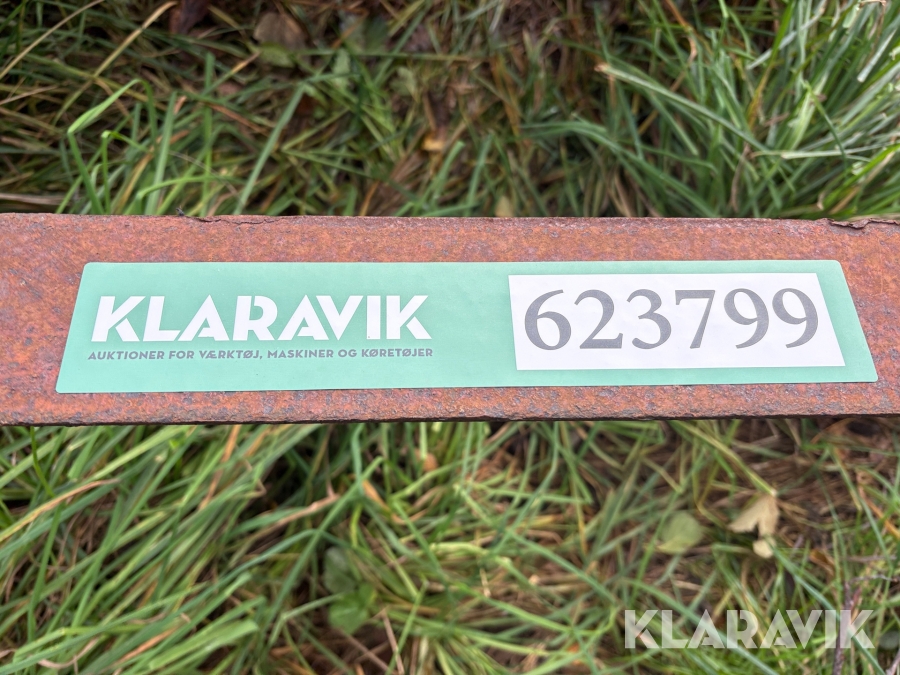 KLARAVIK
AUKTIONER FOR VÆRKTØJ, MASKINER OG KØRETØJER
623799
KLARAVIK